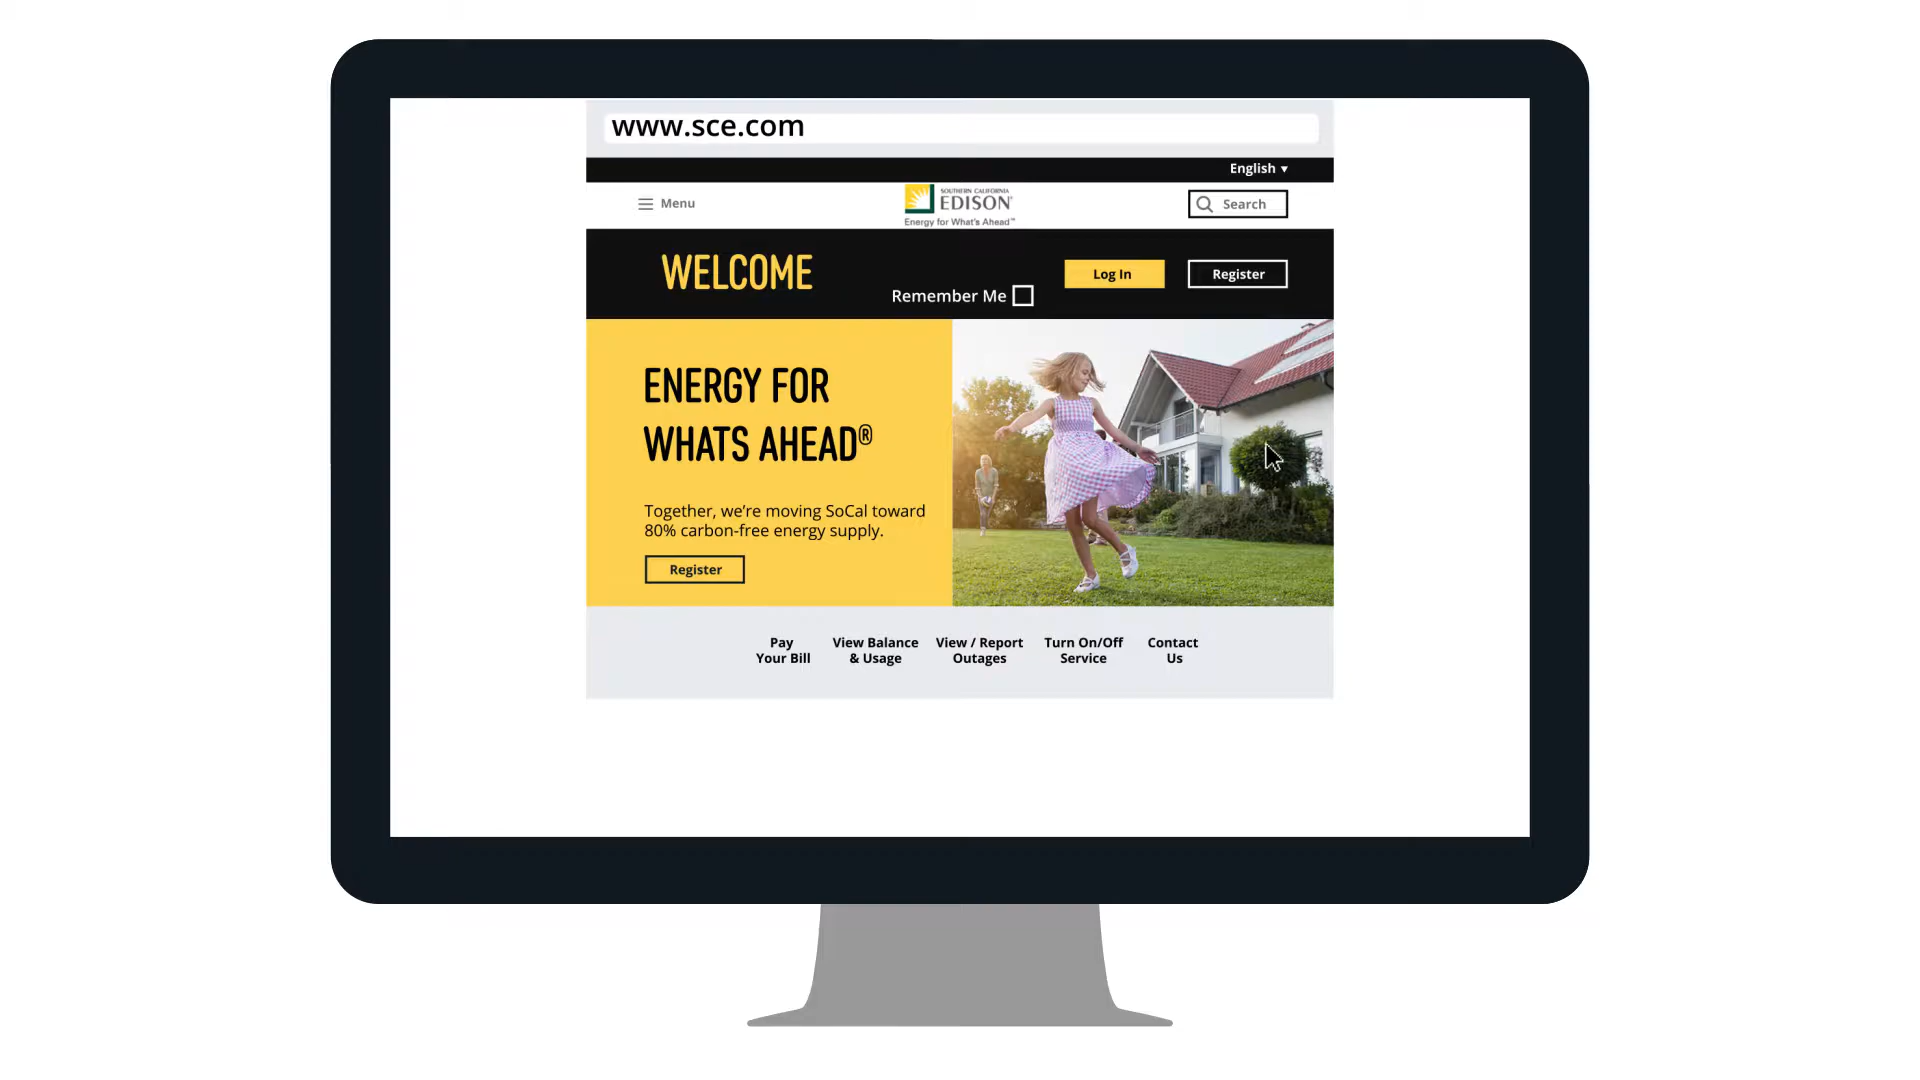 www.sce.com
English
Menu
SOUTHERN CALIFORNIA
EDISON®
Energy for What's Ahead™
Search
WELCOME
Remember Me
Log In
Register
ENERGY FOR
WHATS AHEAD®
Together, we’re moving SoCal toward
80% carbon-free energy supply.
Register
Pay
Your Bill
View Balance
& Usage
View / Report
Outages
Turn On/Off
Service
Contact
Us